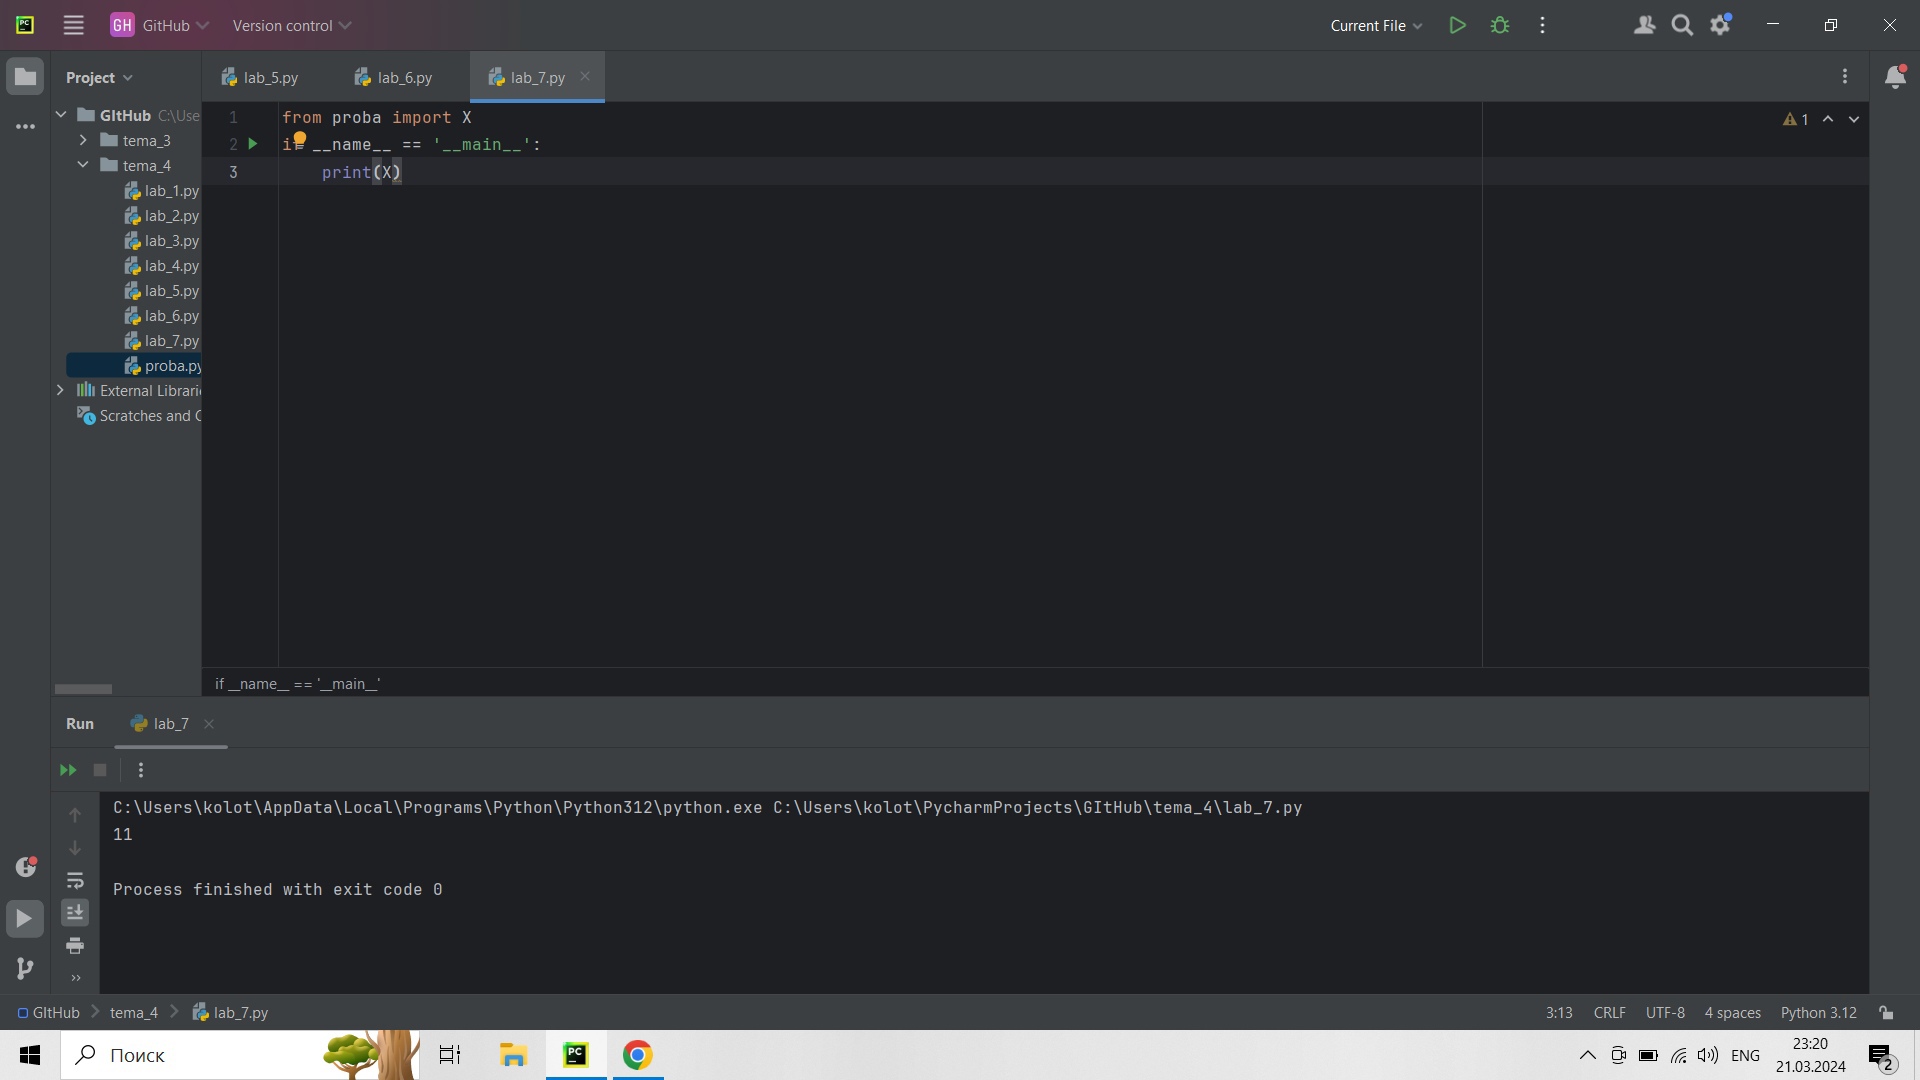 GH GitHub Version control Current File
Project lab_5.py lab_6.py lab_7.py
GItHub C:\Use
tema_3
tema_4
lab_1.py
lab_2.py
lab_3.py
lab_4.py
lab_5.py
lab_6.py
lab_7.py
proba.py
External Librari
Scratches and C
1 from proba import X
2 if __name__ == '__main__':
3 print(X)
1
if __name__ == '__main__'
Run lab_7
C:\Users\kolot\AppData\Local\Programs\Python\Python312\python.exe C:\Users\kolot\PycharmProjects\GItHub\tema_4\lab_7.py
11
Process finished with exit code 0
GItHub tema_4 lab_7.py 3:13 CRLF UTF-8 4 spaces Python 3.12
Поиск PC ENG 23:20
21.03.2024
2